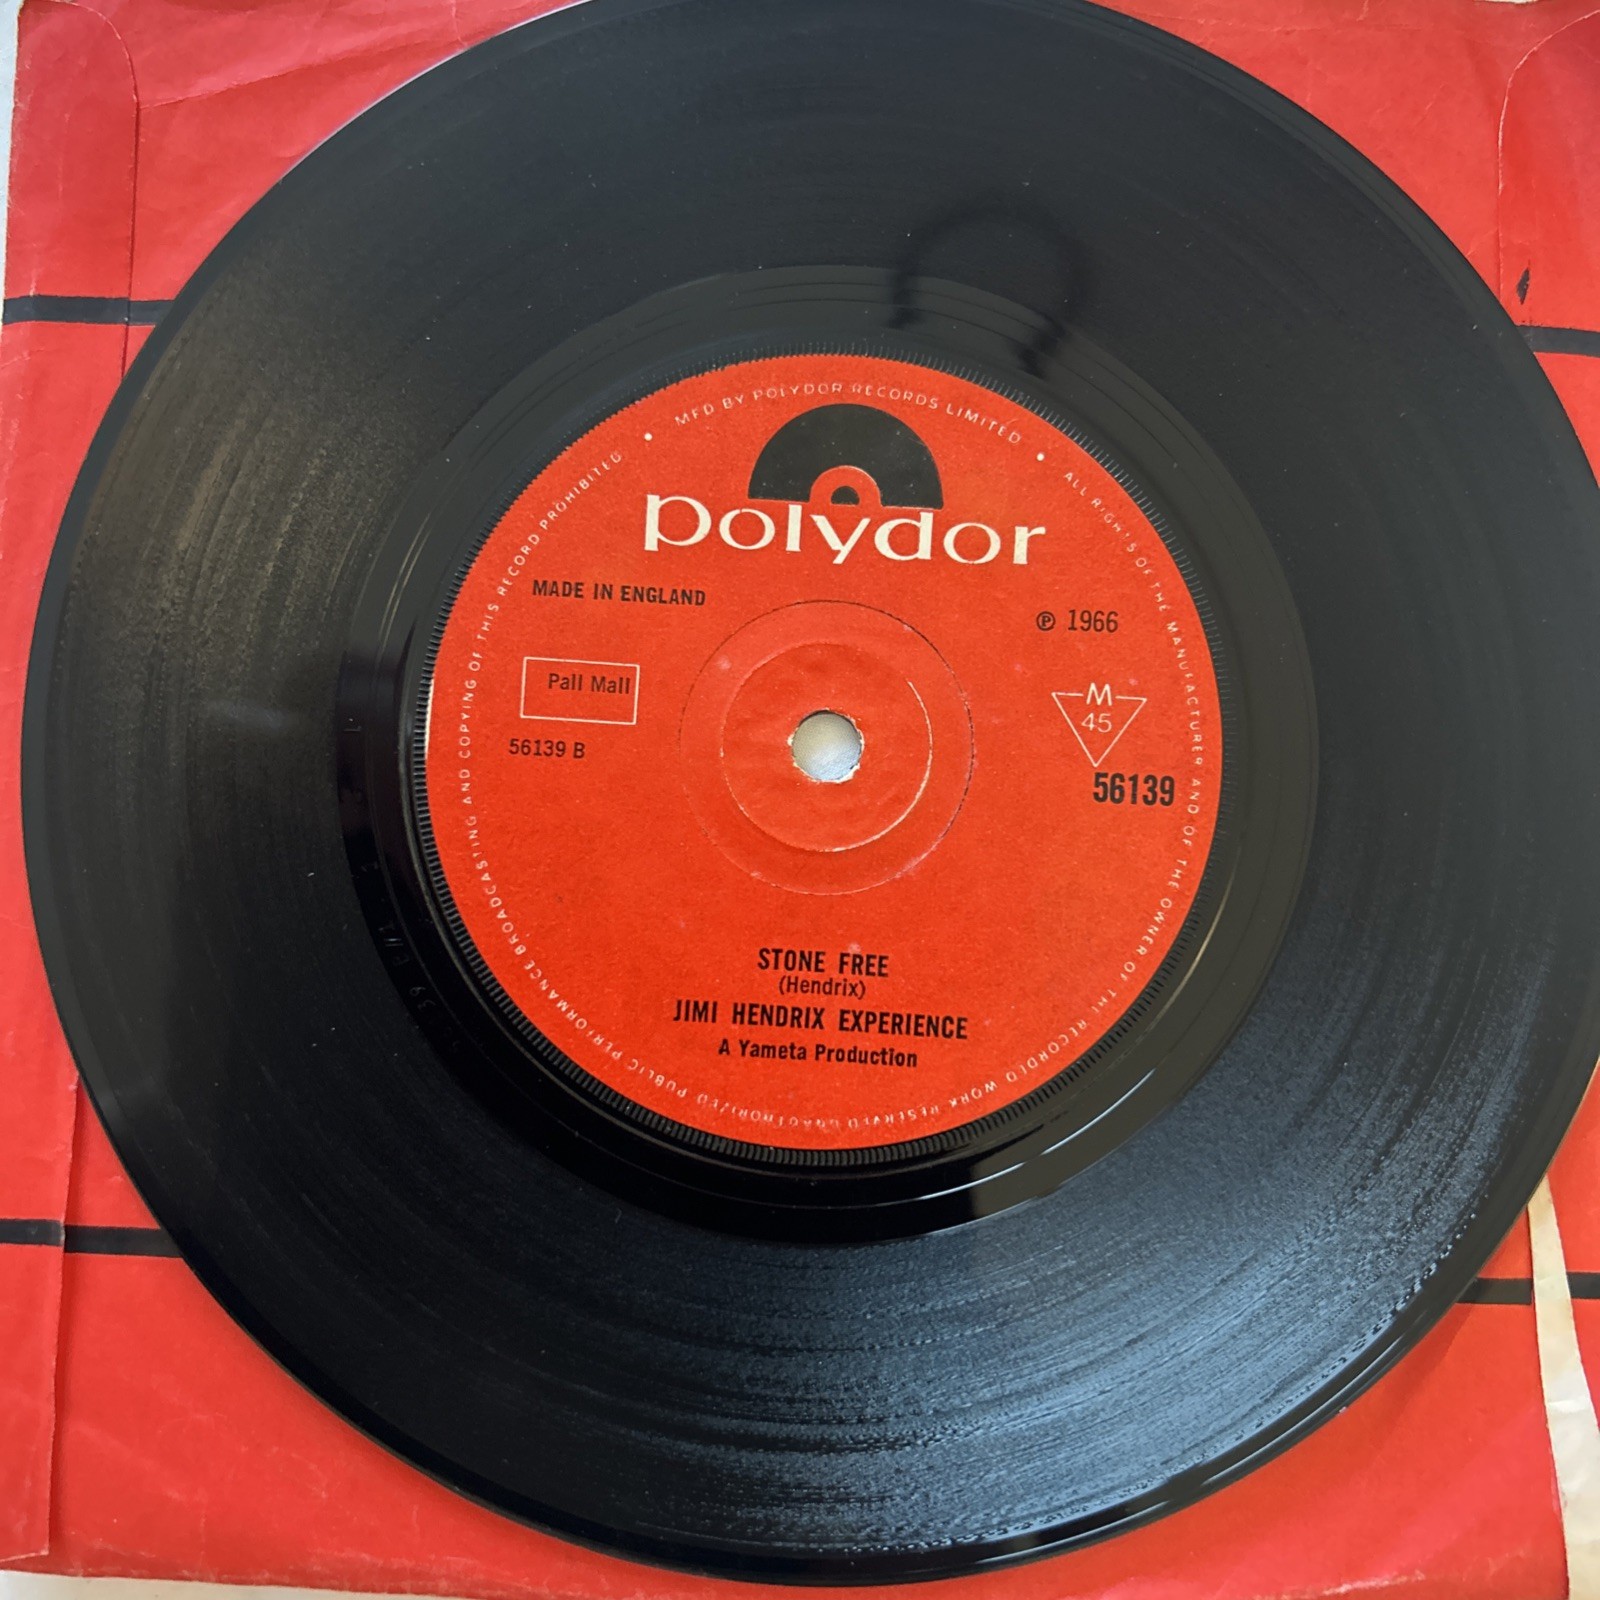 MFD BY POLYDOR RECORDS LIMITED • ALL RIGHTS OF THE MANUFACTURER AND OF THE OWNER OF THE RECORDED WORK RESERVED UNAUTHORIZED PUBLIC PERFORMANCE BROADCASTING AND COPYING OF THIS RECORD PROHIBITED •
polydor
MADE IN ENGLAND
℗ 1966
Pall Mall
M
45
56139 B
56139
STONE FREE
(Hendrix)
JIMI HENDRIX EXPERIENCE
A Yameta Production